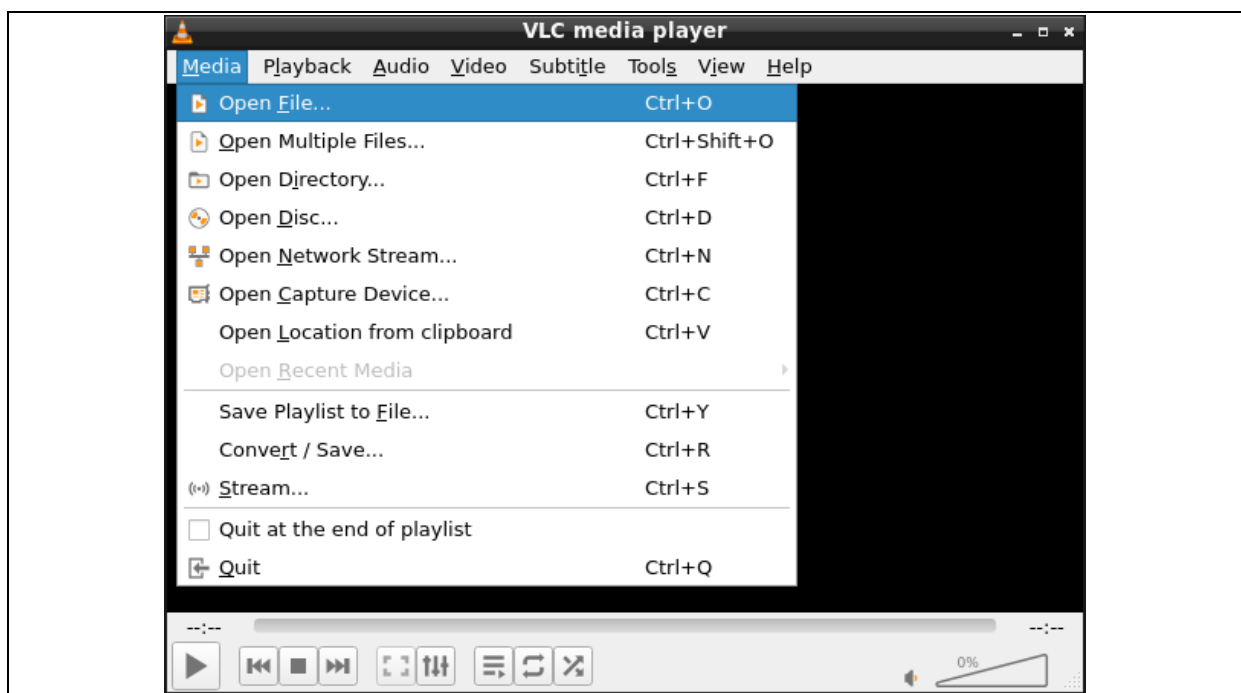 VLC media player
Media Playback Audio Video Subtitle Tools View Help
Open File... Ctrl+O
Open Multiple Files... Ctrl+Shift+O
Open Directory... Ctrl+F
Open Disc... Ctrl+D
Open Network Stream... Ctrl+N
Open Capture Device... Ctrl+C
Open Location from clipboard Ctrl+V
Open Recent Media
Save Playlist to File... Ctrl+Y
Convert / Save... Ctrl+R
Stream... Ctrl+S
Quit at the end of playlist
Quit Ctrl+Q
--:-- --:--
0%